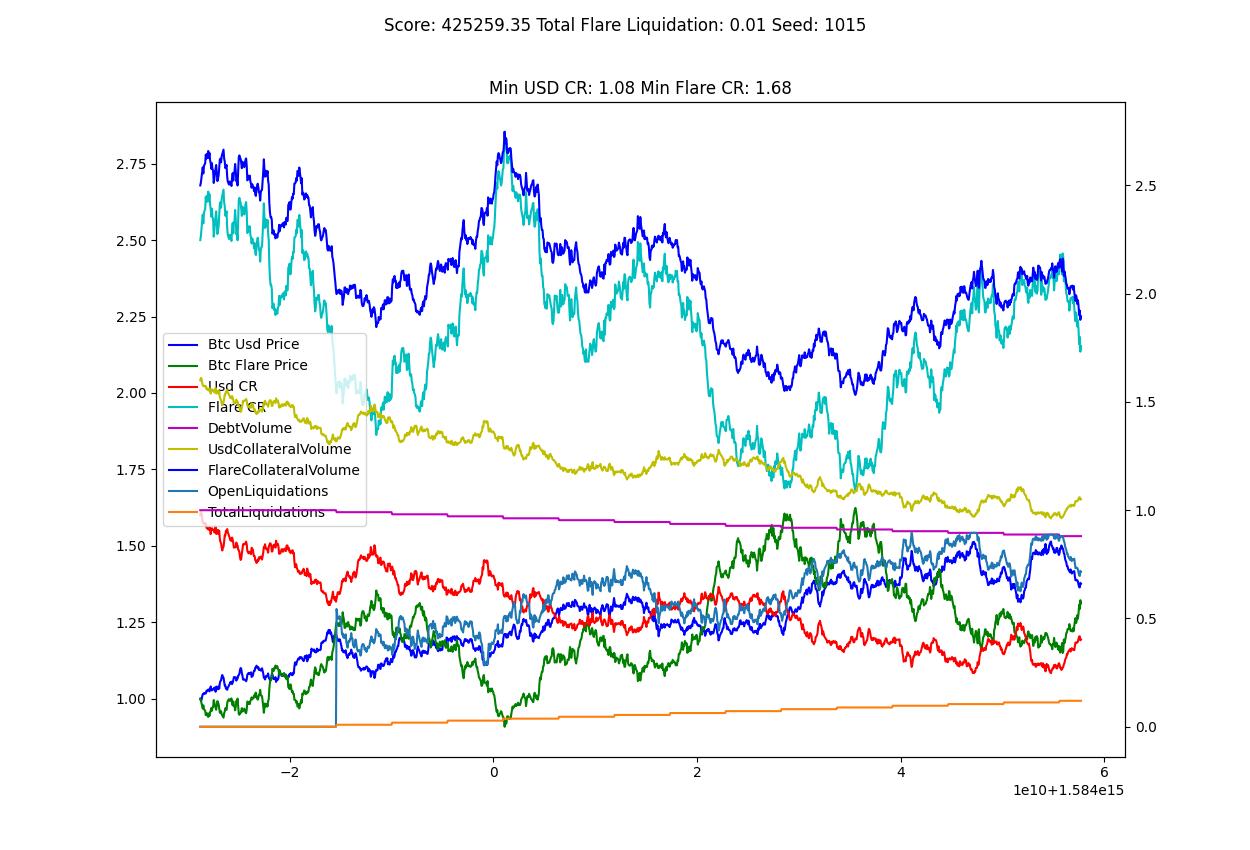 Score: 425259.35 Total Flare Liquidation: 0.01 Seed: 1015
Min USD CR: 1.08 Min Flare CR: 1.68
2.75
2.50
2.25
2.00
1.75
1.50
1.25
1.00
Btc Usd Price
Btc Flare Price
Usd CR
Flare CR
DebtVolume
UsdCollateralVolume
FlareCollateralVolume
OpenLiquidations
TotalLiquidations
2.5
2.0
1.5
1.0
0.5
0.0
−2 0 2 4 6
1e10+1.584e15